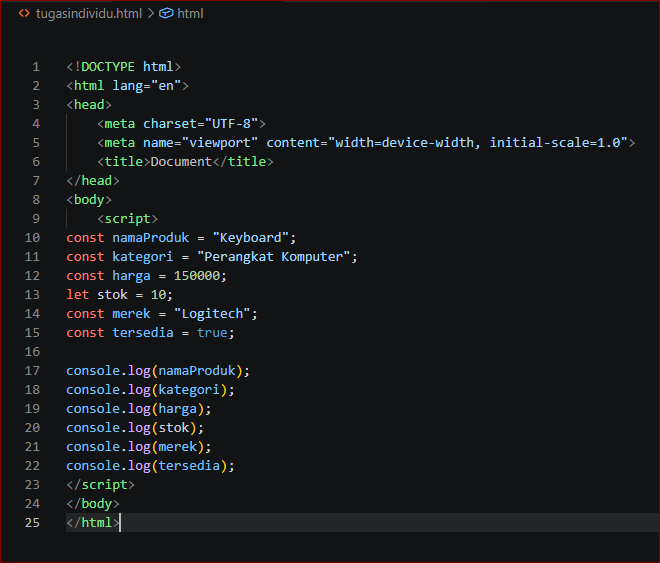 tugasindividu.html > html
1 <!DOCTYPE html>
2 <html lang="en">
3 <head>
4     <meta charset="UTF-8">
5     <meta name="viewport" content="width=device-width, initial-scale=1.0">
6     <title>Document</title>
7 </head>
8 <body>
9     <script>
10 const namaProduk = "Keyboard";
11 const kategori = "Perangkat Komputer";
12 const harga = 150000;
13 let stok = 10;
14 const merek = "Logitech";
15 const tersedia = true;
16
17 console.log(namaProduk);
18 console.log(kategori);
19 console.log(harga);
20 console.log(stok);
21 console.log(merek);
22 console.log(tersedia);
23 </script>
24 </body>
25 </html>